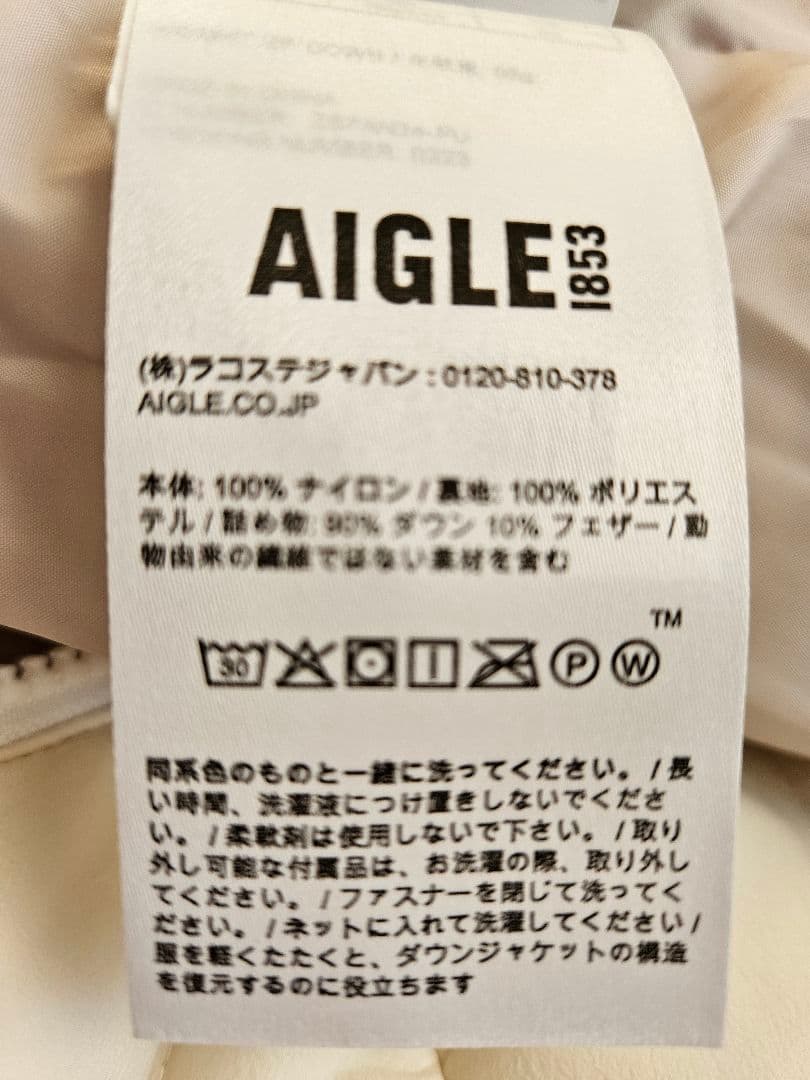 AIGLE 1853
(株)ラコステジャパン : 0120-810-378
AIGLE.CO.JP
本体: 100% ナイロン / 裏地: 100% ポリエス
テル / 詰め物: 90% ダウン 10% フェザー / 動
物由来の繊維ではない素材を含む
TM
30 P W
同系色のものと一緒に洗ってください。 / 長
い時間、洗濯液につけ置きしないでくださ
い。 / 柔軟剤は使用しないで下さい。 / 取り
外し可能な付属品は、お洗濯の際、取り外し
てください。 / ファスナーを閉じて洗ってく
ださい。 / ネットに入れて洗濯してください /
服を軽くたたくと、ダウンジャケットの構造
を復元するのに役立ちます